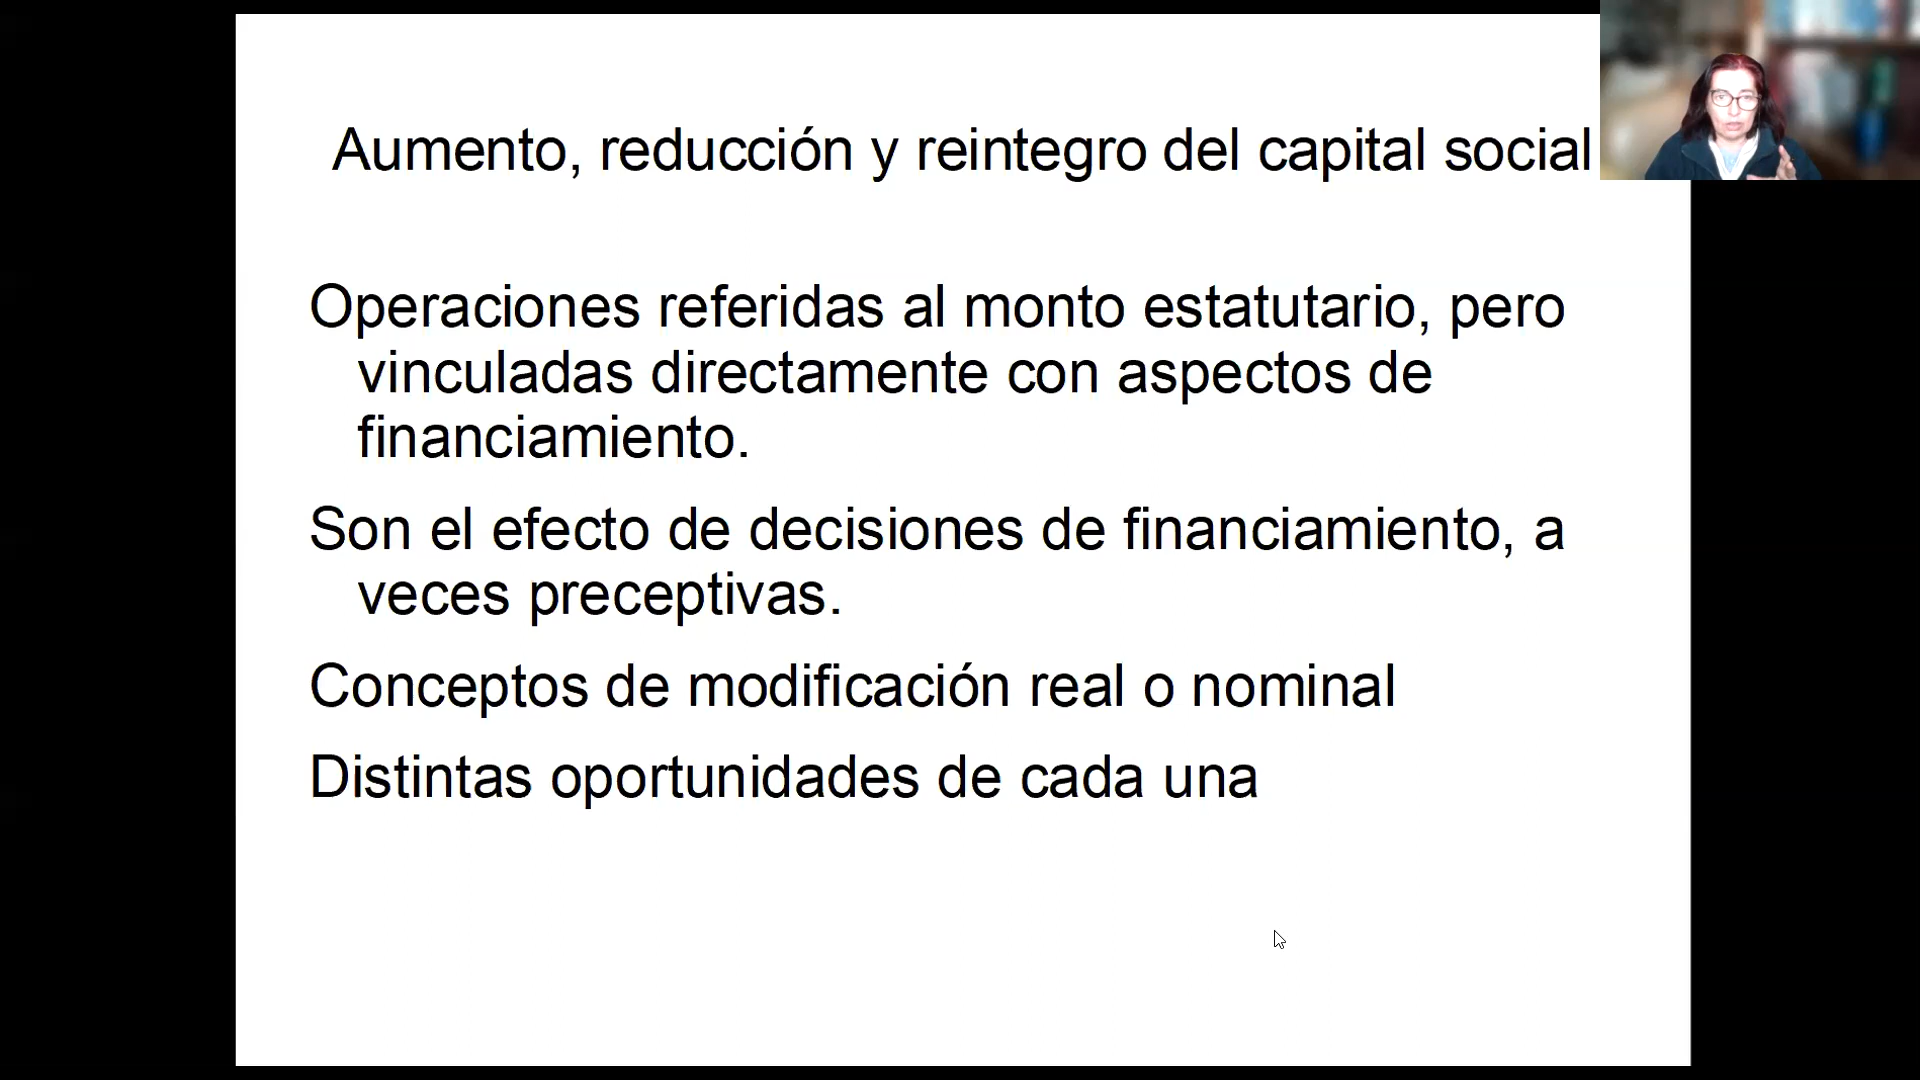 Aumento, reducción y reintegro del capital social
Operaciones referidas al monto estatutario, pero
vinculadas directamente con aspectos de
financiamiento.
Son el efecto de decisiones de financiamiento, a
veces preceptivas.
Conceptos de modificación real o nominal
Distintas oportunidades de cada una